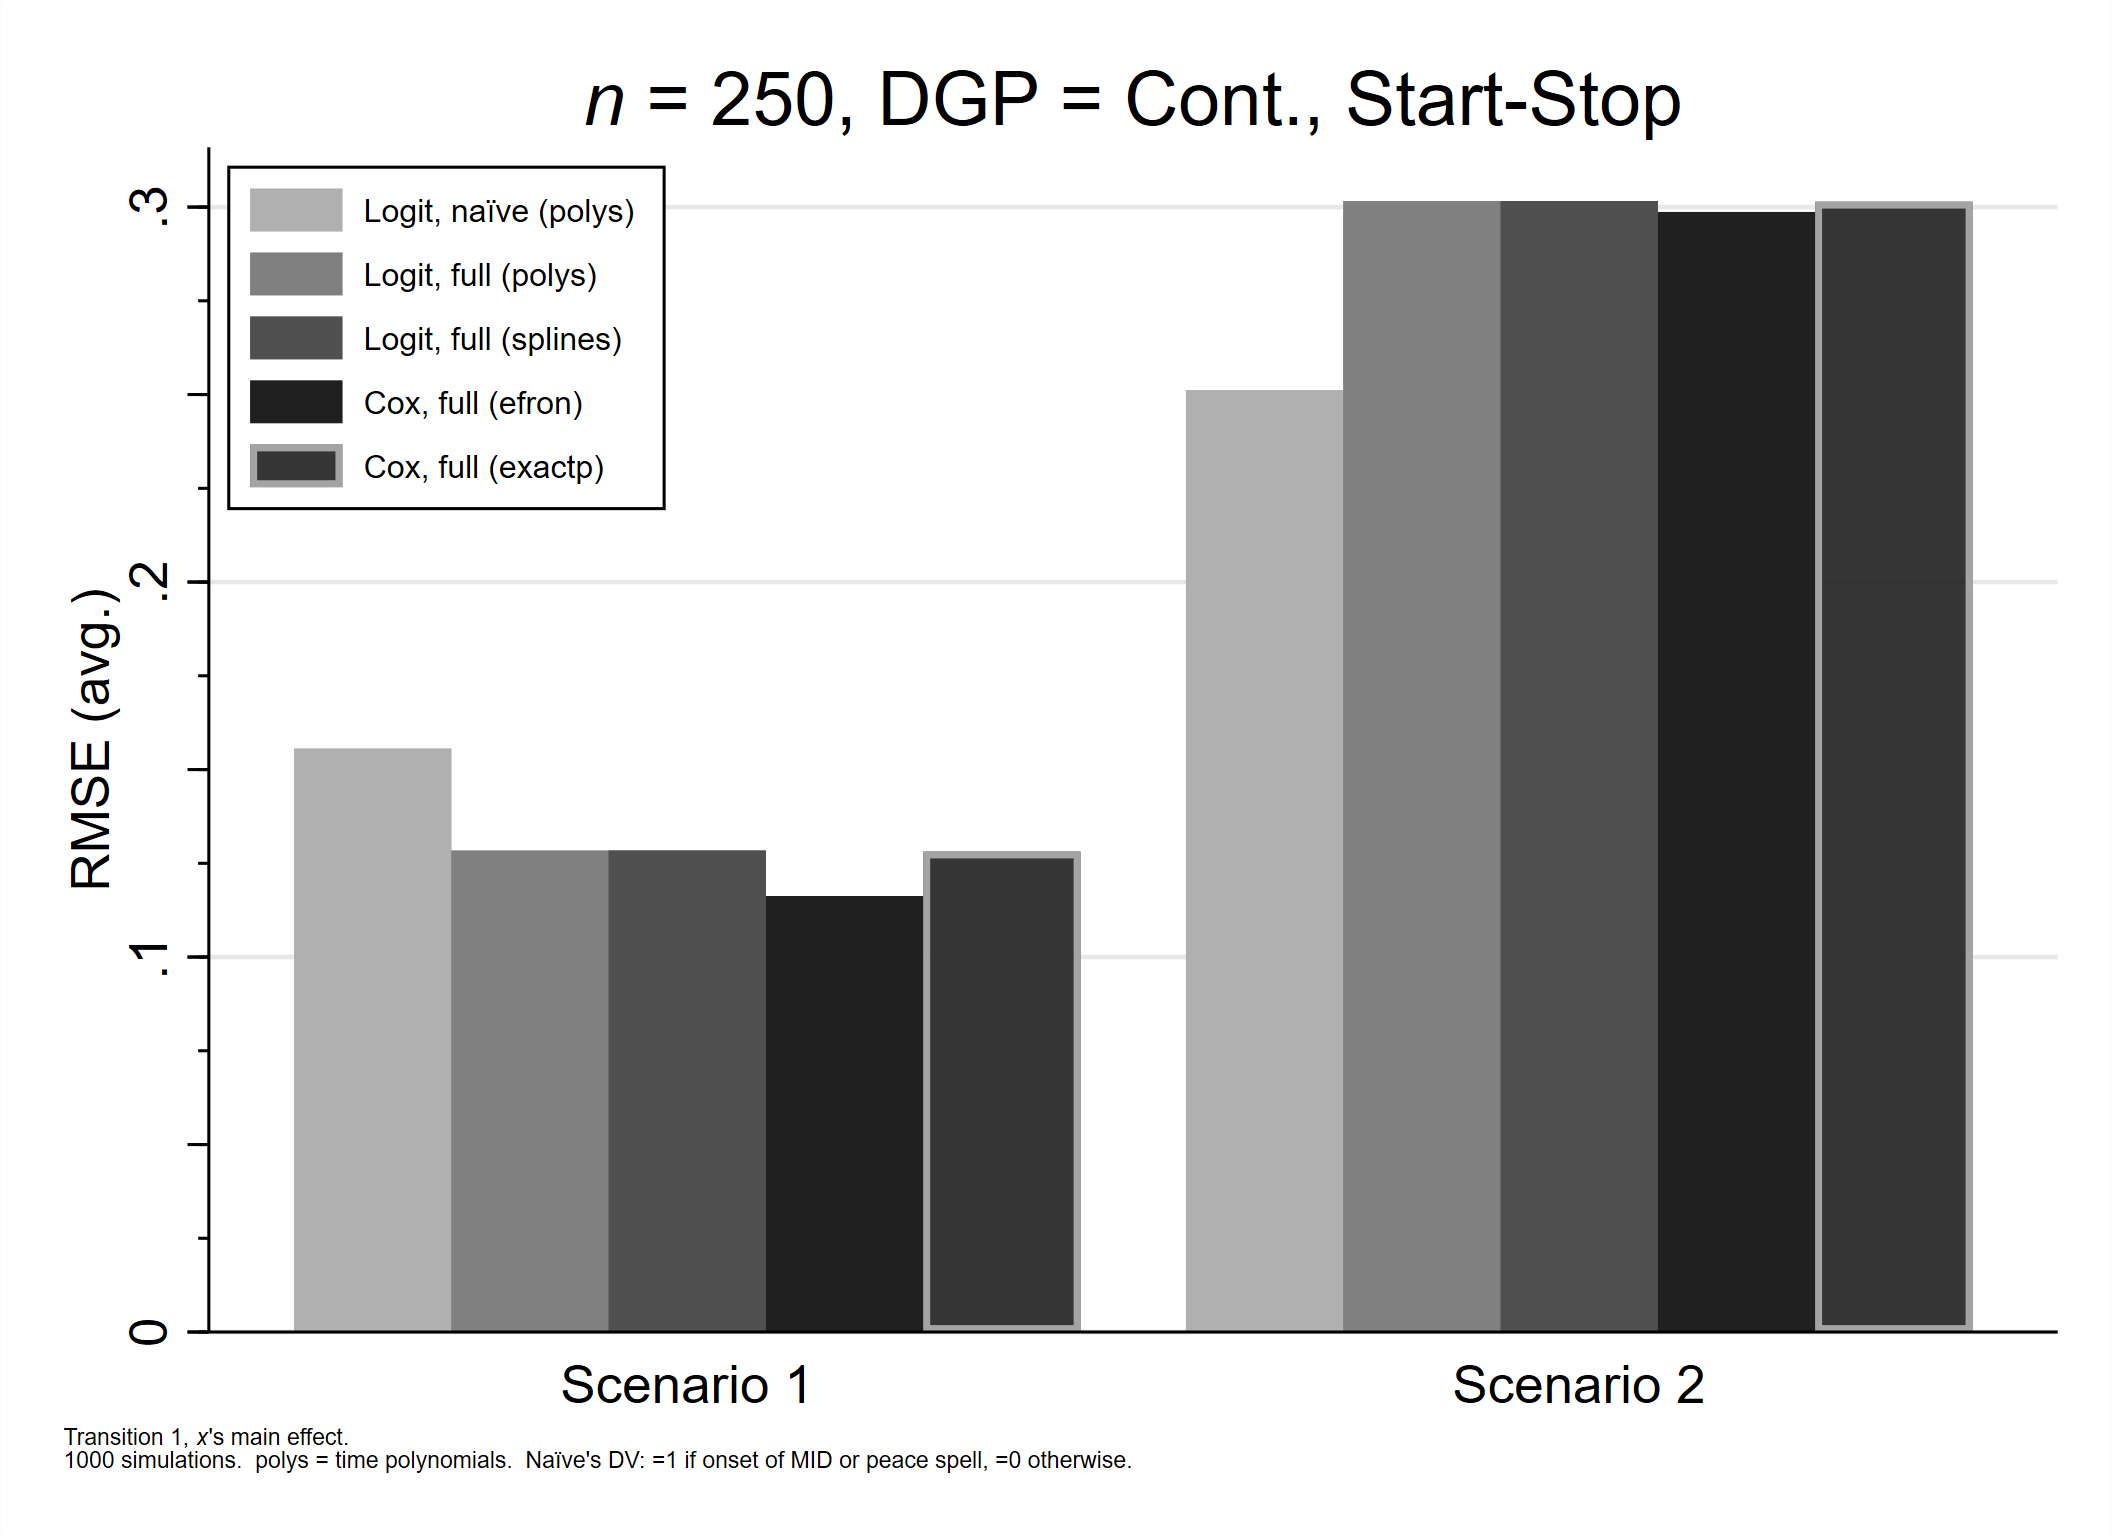 n = 250, DGP = Cont., Start-Stop
Logit, naïve (polys)
Logit, full (polys)
Logit, full (splines)
Cox, full (efron)
Cox, full (exactp)
RMSE (avg.)
.3
.2
.1
0
Scenario 1
Scenario 2
Transition 1, x's main effect.
1000 simulations.  polys = time polynomials.  Naïve's DV: =1 if onset of MID or peace spell, =0 otherwise.